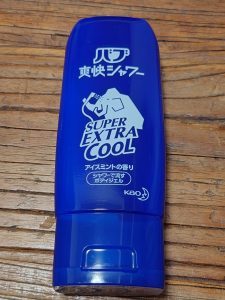 バブ
爽快シャワー
SUPER
EXTRA
COOL
アイスミントの香り
シャワーで流す
ボディジェル
Kao